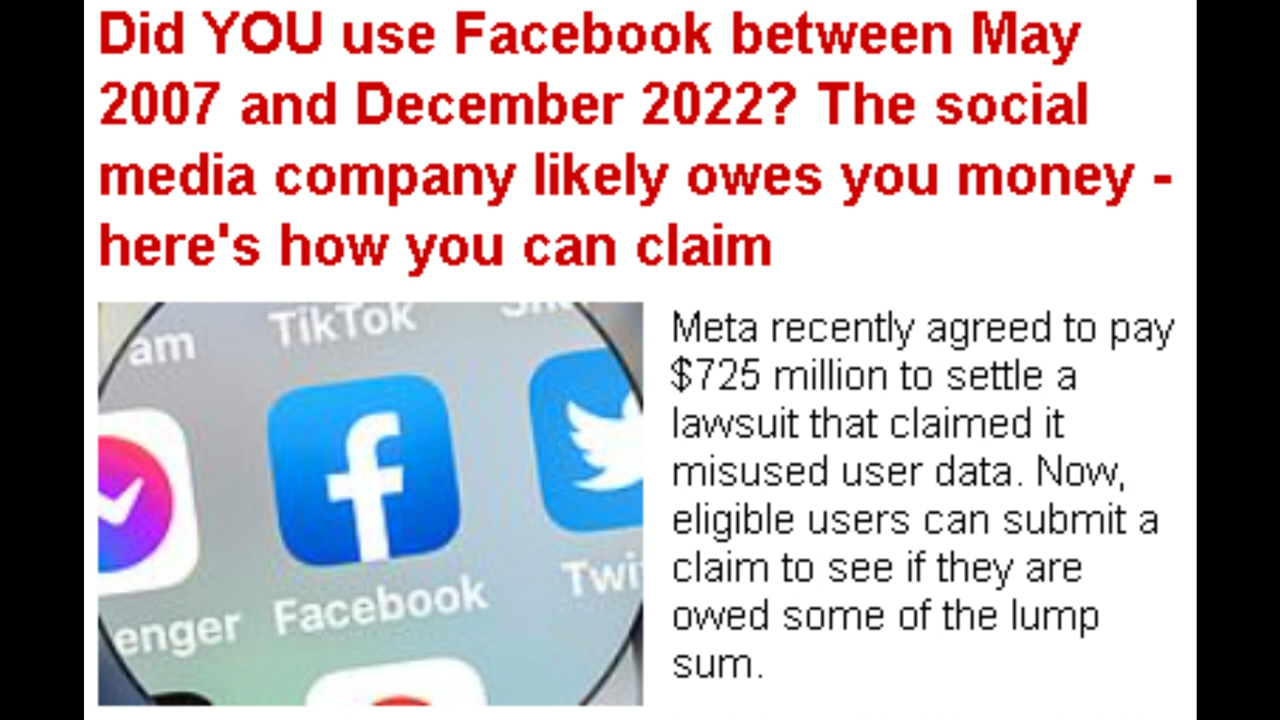 Did YOU use Facebook between May
2007 and December 2022? The social
media company likely owes you money -
here's how you can claim
am
TikTok
enger
Facebook
Twi
Meta recently agreed to pay
$725 million to settle a
lawsuit that claimed it
misused user data. Now,
eligible users can submit a
claim to see if they are
owed some of the lump
sum.